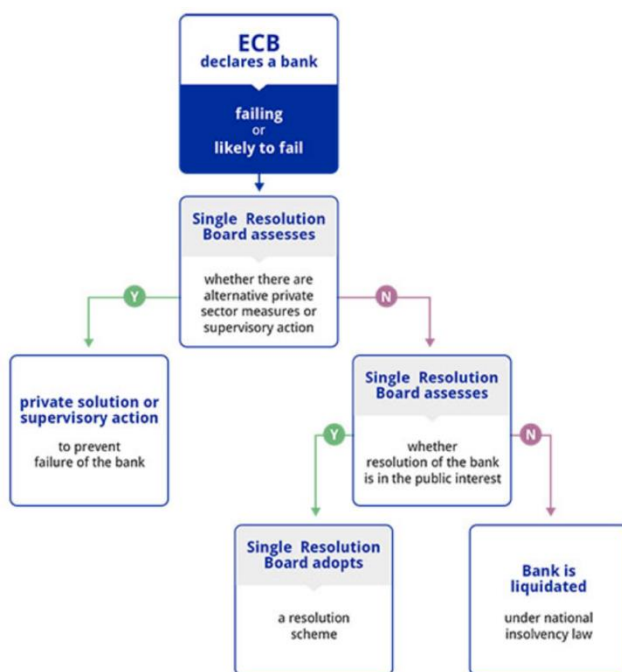 ECB
declares a bank
failing
or
likely to fail
Single Resolution
Board assesses
whether there are
alternative private
sector measures or
supervisory action
Y
N
private solution or
supervisory action
to prevent
failure of the bank
Single Resolution
Board assesses
whether
resolution of the bank
is in the public interest
Y
N
Single Resolution
Board adopts
a resolution
scheme
Bank is
liquidated
under national
insolvency law